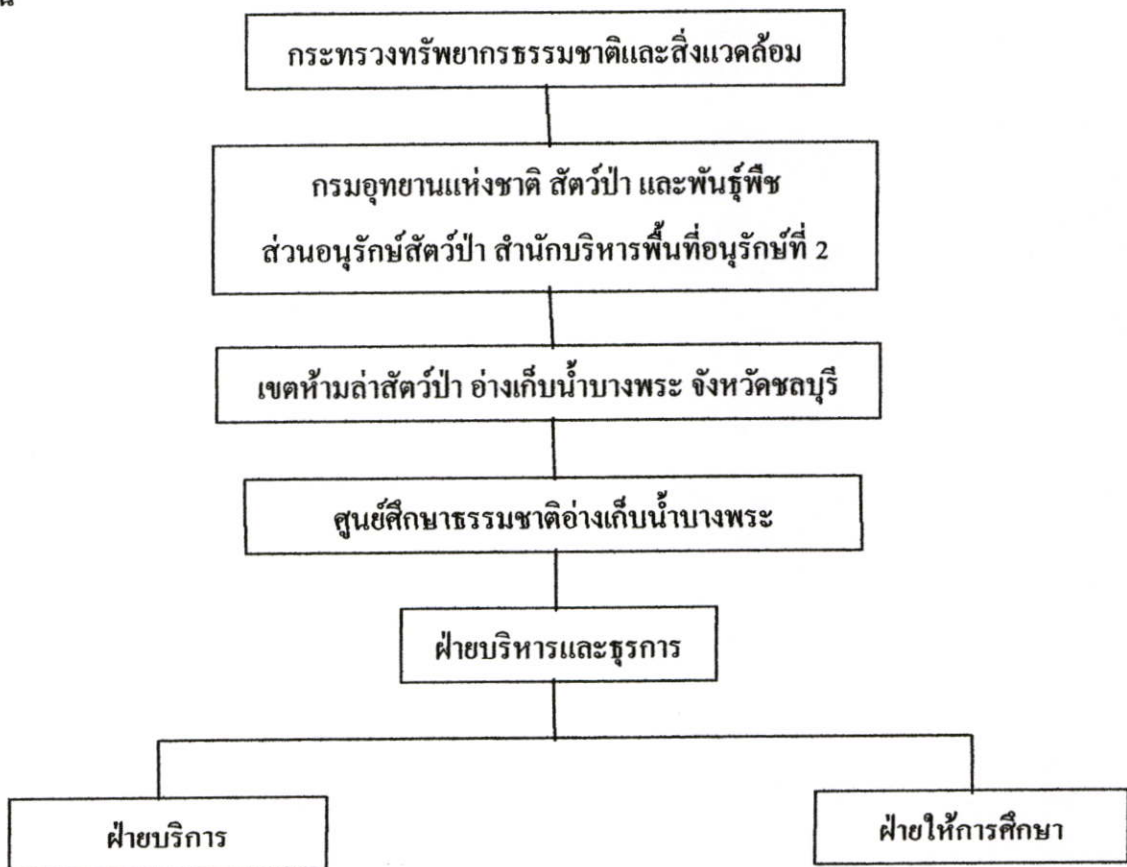 กระทรวงทรัพยากรธรรมชาติและสิ่งแวดล้อม
กรมอุทยานแห่งชาติ สัตว์ป่า และพันธุ์พืช
ส่วนอนุรักษ์สัตว์ป่า สำนักบริหารพื้นที่อนุรักษ์ที่ 2
เขตห้ามล่าสัตว์ป่า อ่างเก็บน้ำบางพระ จังหวัดชลบุรี
ศูนย์ศึกษาธรรมชาติอ่างเก็บน้ำบางพระ
ฝ่ายบริหารและธุรการ
ฝ่ายบริการ
ฝ่ายให้การศึกษา